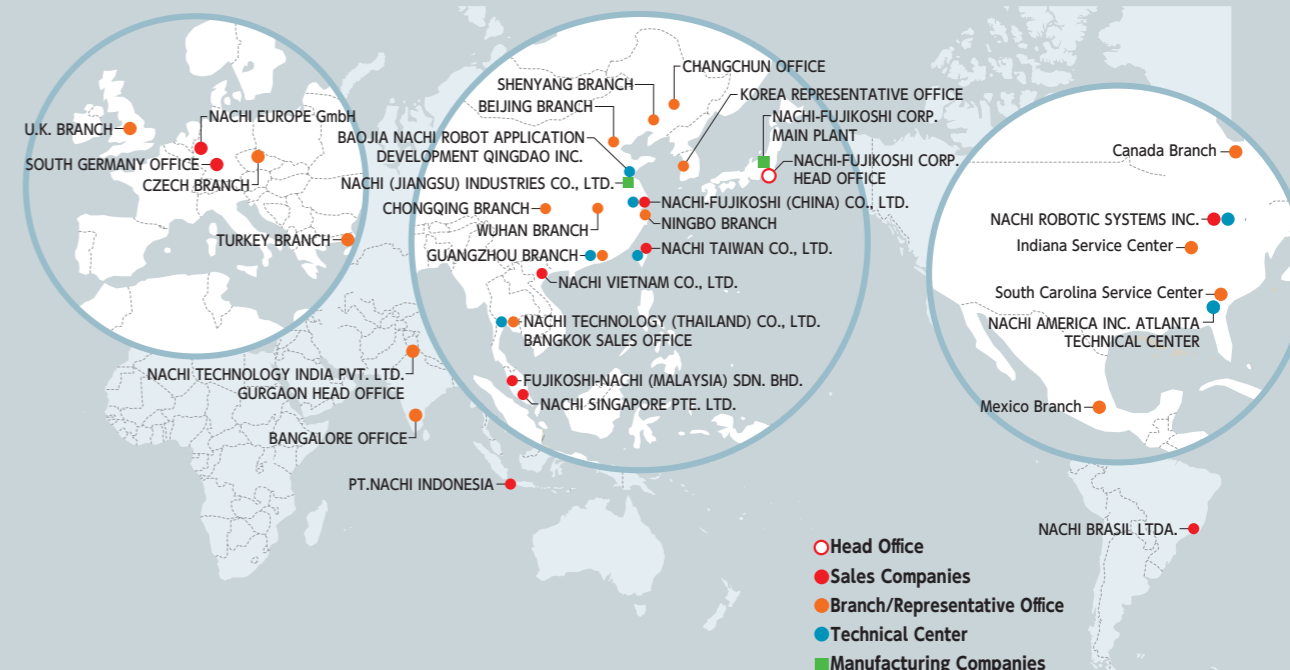 U.K. BRANCH
NACHI EUROPE GmbH
SOUTH GERMANY OFFICE
CZECH BRANCH
TURKEY BRANCH
CHANGCHUN OFFICE
SHENYANG BRANCH
KOREA REPRESENTATIVE OFFICE
BEIJING BRANCH
NACHI-FUJIKOSHI CORP.
MAIN PLANT
BAOJIA NACHI ROBOT APPLICATION
DEVELOPMENT QINGDAO INC.
NACHI-FUJIKOSHI CORP.
HEAD OFFICE
NACHI (JIANGSU) INDUSTRIES CO., LTD.
NACHI-FUJIKOSHI (CHINA) CO., LTD.
CHONGQING BRANCH
NINGBO BRANCH
WUHAN BRANCH
GUANGZHOU BRANCH
NACHI TAIWAN CO., LTD.
NACHI VIETNAM CO., LTD.
NACHI TECHNOLOGY (THAILAND) CO., LTD.
BANGKOK SALES OFFICE
FUJIKOSHI-NACHI (MALAYSIA) SDN. BHD.
NACHI SINGAPORE PTE. LTD.
NACHI TECHNOLOGY INDIA PVT. LTD.
GURGAON HEAD OFFICE
BANGALORE OFFICE
PT.NACHI INDONESIA
Canada Branch
NACHI ROBOTIC SYSTEMS INC.
Indiana Service Center
South Carolina Service Center
NACHI AMERICA INC. ATLANTA
TECHNICAL CENTER
Mexico Branch
NACHI BRASIL LTDA.
Head Office
Sales Companies
Branch/Representative Office
Technical Center
Manufacturing Companies